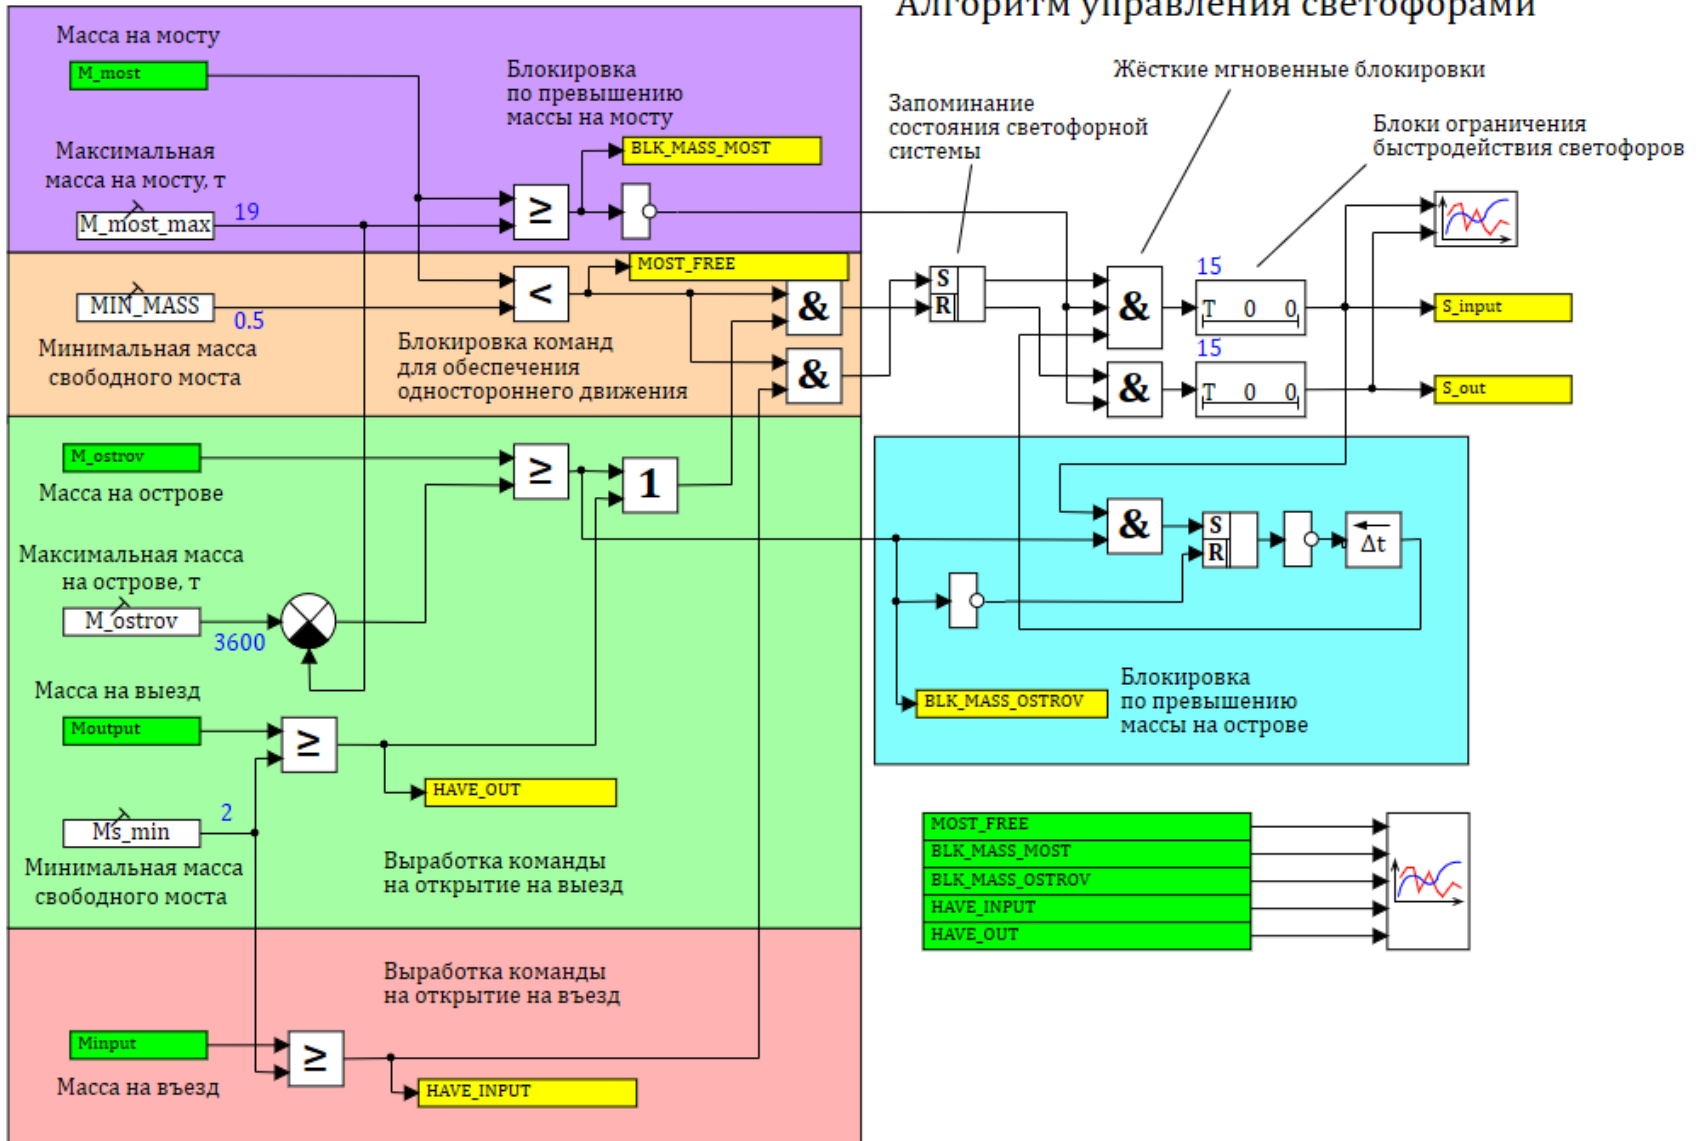 Алгоритм управления светофорами
Масса на мосту
M_most
Максимальная
масса на мосту, т
M_most_max
19
Блокировка
по превышению
массы на мосту
BLK_MASS_MOST
≥
MIN_MASS
0.5
Минимальная масса
свободного моста
<
MOST_FREE
Блокировка команд
для обеспечения
одностороннего движения
&
&
Запоминание
состояния светофорной
системы
S
R
Жёсткие мгновенные блокировки
&
&
Блоки ограничения
быстродействия светофоров
15
T 0 0
15
T 0 0
S_input
S_out
M_ostrov
Масса на острове
≥
1
Максимальная масса
на острове, т
M_ostrov
3600
Масса на выезд
Moutput
≥
HAVE_OUT
Ms_min
2
Минимальная масса
свободного моста
Выработка команды
на открытие на выезд
Выработка команды
на открытие на въезд
Minput
Масса на въезд
≥
HAVE_INPUT
&
S
R
Δt
BLK_MASS_OSTROV
Блокировка
по превышению
массы на острове
MOST_FREE
BLK_MASS_MOST
BLK_MASS_OSTROV
HAVE_INPUT
HAVE_OUT